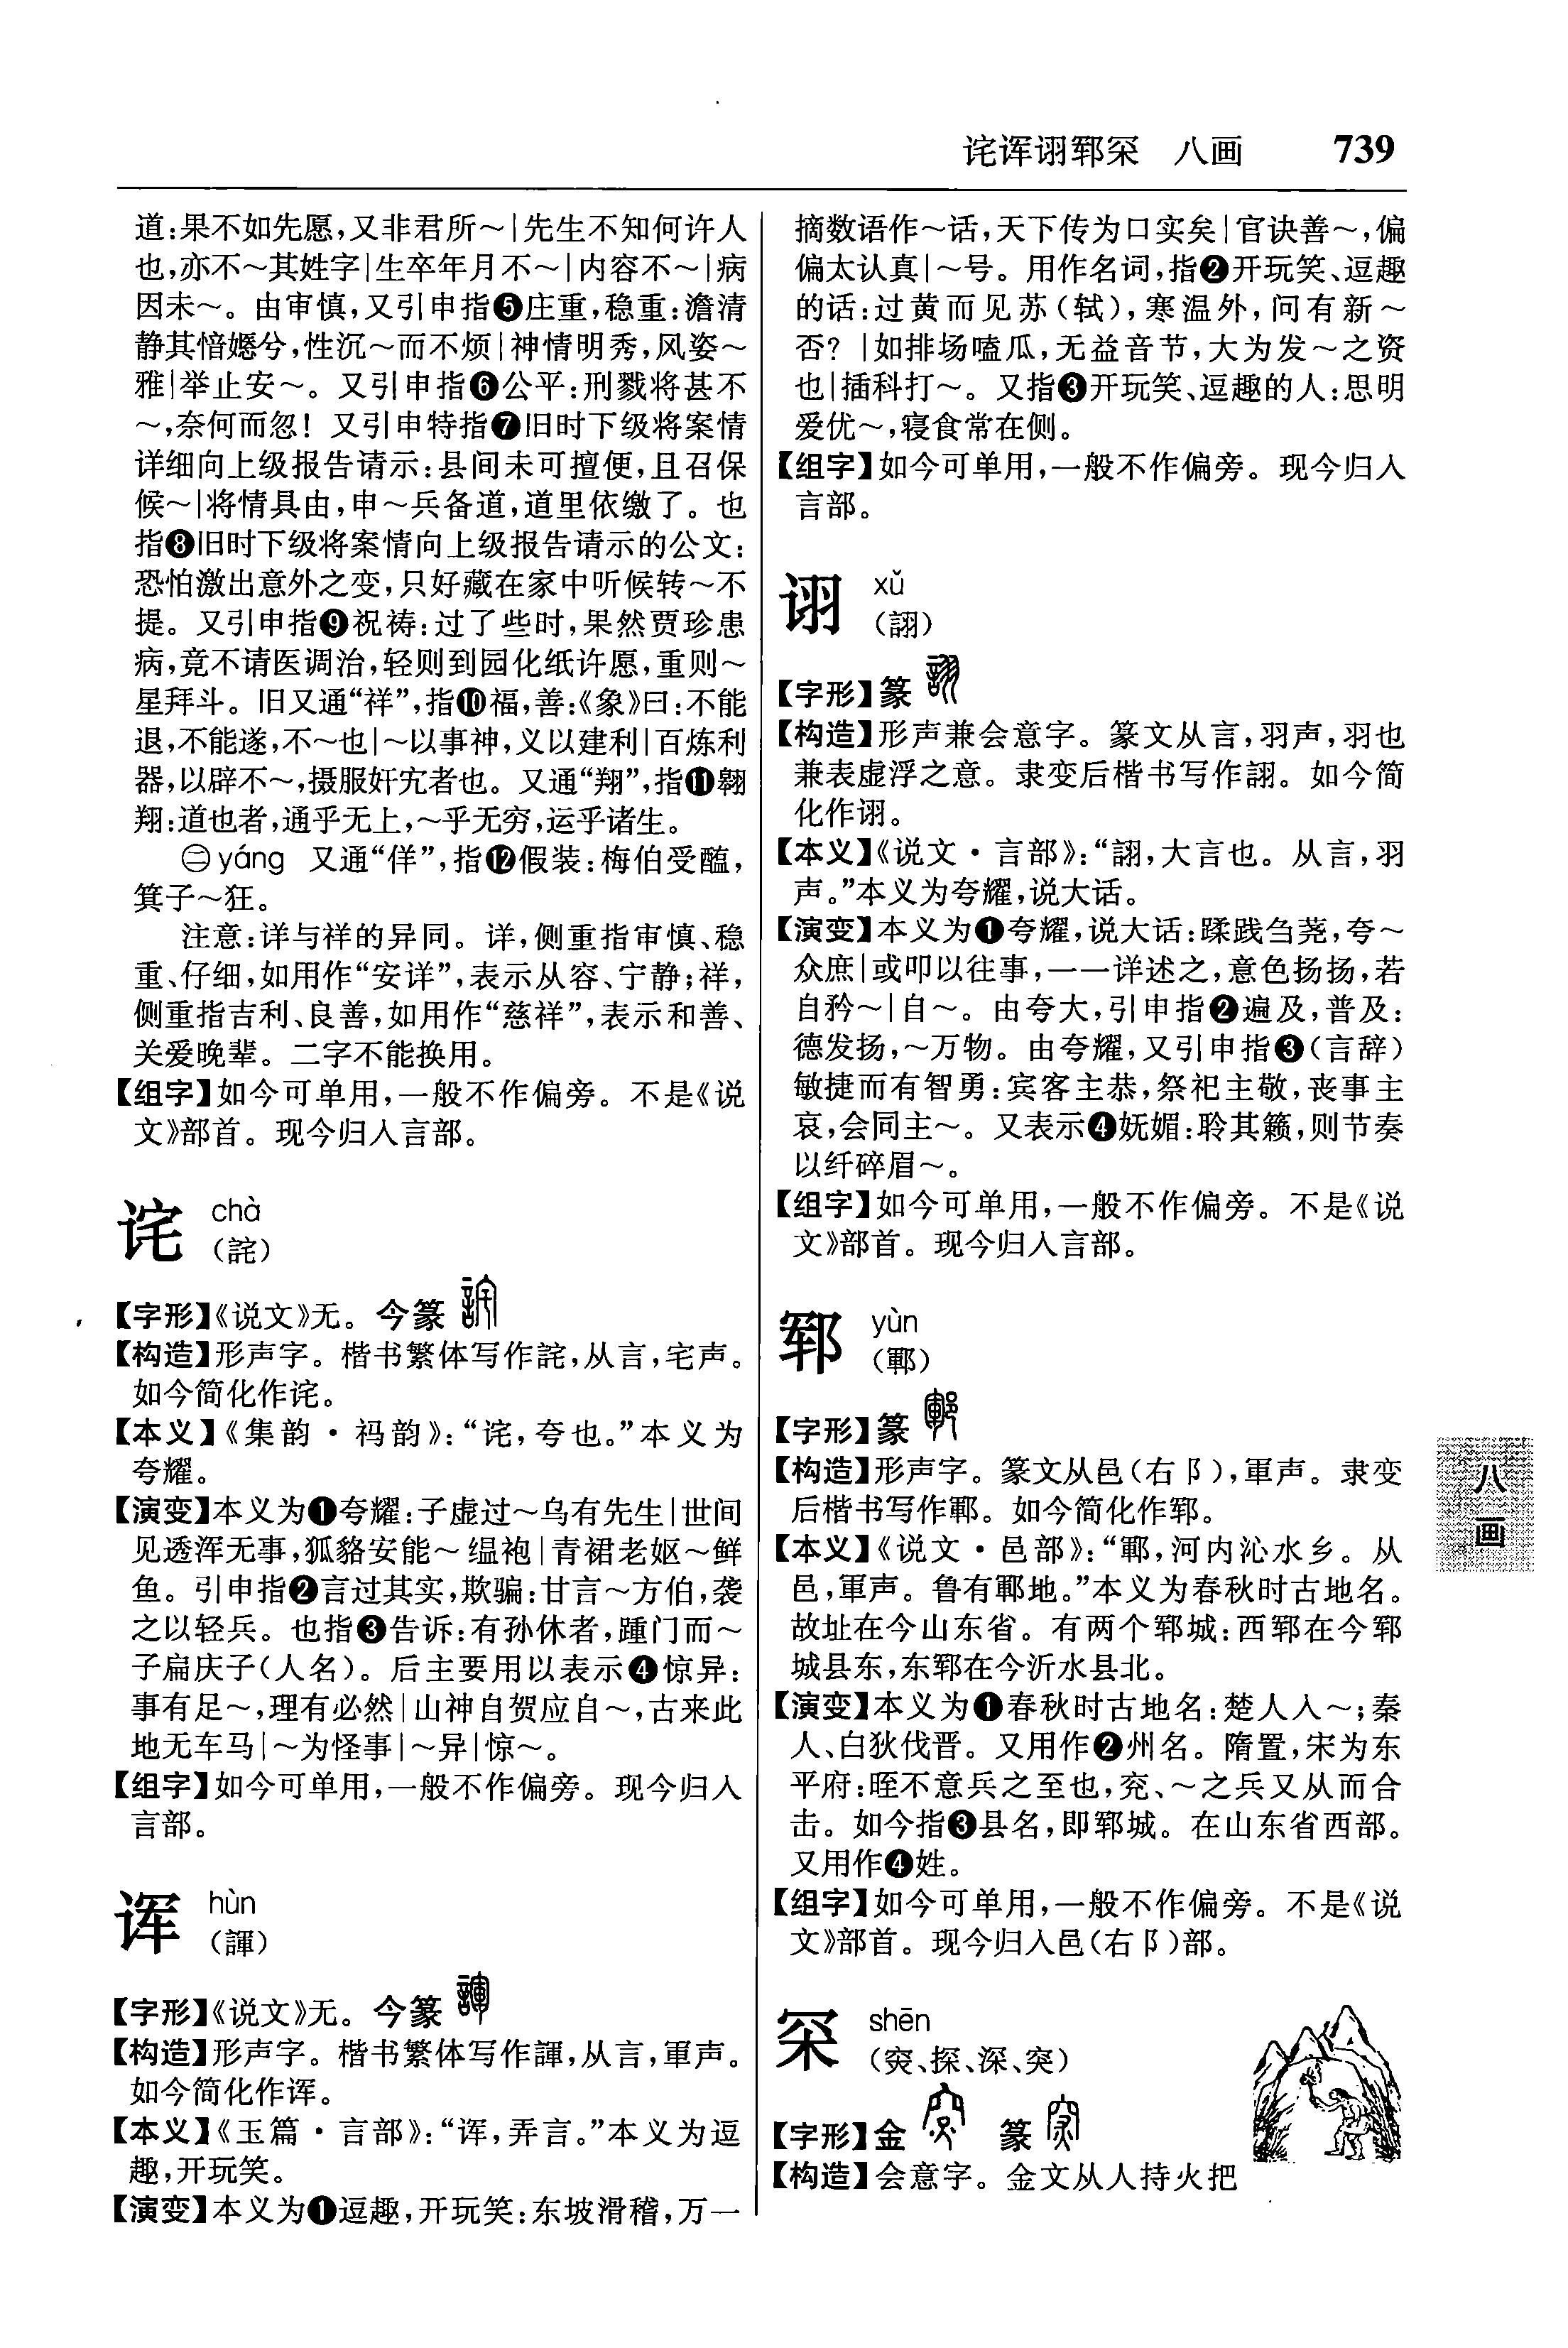 诧诨诩郓罙 八画 739
道:果不如先愿,又非君所～|先生不知何许人
也,亦不～其姓字|生卒年月不～|内容不～|病
因未～。由审慎,又引申指❺庄重,稳重:澹清
静其愔嫕兮,性沉～而不烦|神情明秀,风姿～
雅|举止安～。又引申指❻公平:刑戮将甚不
～,奈何而忽!又引申特指❼旧时下级将案情
详细向上级报告请示:县间未可擅便,且召保
候～|将情具由,申～兵备道,道里依缴了。也
指❽旧时下级将案情向上级报告请示的公文:
恐怕激出意外之变,只好藏在家中听候转～不
提。又引申指❾祝祷:过了些时,果然贾珍患
病,竟不请医调治,轻则到园化纸许愿,重则～
星拜斗。旧又通“祥”,指❿福,善:《象》曰:不能
退,不能遂,不～也|～以事神,义以建利|百炼利
器,以辟不～,摄服奸宄者也。又通“翔”,指⓫翱
翔:道也者,通乎无上,～乎无穷,运乎诸生。
㊁yáng 又通“佯”,指⓬假装:梅伯受醢,
箕子～狂。
注意:详与祥的异同。详,侧重指审慎、稳
重、仔细,如用作“安详”,表示从容、宁静;祥,
侧重指吉利、良善,如用作“慈祥”,表示和善、
关爱晚辈。二字不能换用。
【组字】如今可单用,一般不作偏旁。不是《说
文》部首。现今归入言部。
诧 chà
(詫)
【字形】《说文》无。今篆
【构造】形声字。楷书繁体写作詫,从言,宅声。
如今简化作诧。
【本义】《集韵·祃韵》:“诧,夸也。”本义为
夸耀。
【演变】本义为❶夸耀:子虚过～乌有先生|世间
见透浑无事,狐貉安能～缊袍|青裙老妪～鲜
鱼。引申指❷言过其实,欺骗:甘言～方伯,袭
之以轻兵。也指❸告诉:有孙休者,踵门而～
子扁庆子(人名)。后主要用以表示❹惊异:
事有足～,理有必然|山神自贺应自～,古来此
地无车马|～为怪事|～异|惊～。
【组字】如今可单用,一般不作偏旁。现今归入
言部。
诨 hùn
(諢)
【字形】《说文》无。今篆
【构造】形声字。楷书繁体写作諢,从言,軍声。
如今简化作诨。
【本义】《玉篇·言部》:“诨,弄言。”本义为逗
趣,开玩笑。
【演变】本义为❶逗趣,开玩笑:东坡滑稽,万一
摘数语作～话,天下传为口实矣|官诀善～,偏
偏太认真|～号。用作名词,指❷开玩笑、逗趣
的话:过黄而见苏(轼),寒温外,问有新～
否?|如排场嗑瓜,无益音节,大为发～之资
也|插科打～。又指❸开玩笑、逗趣的人:思明
爱优～,寝食常在侧。
【组字】如今可单用,一般不作偏旁。现今归入
言部。
诩 xǔ
(詡)
【字形】篆
【构造】形声兼会意字。篆文从言,羽声,羽也
兼表虚浮之意。隶变后楷书写作詡。如今简
化作诩。
【本义】《说文·言部》:“詡,大言也。从言,羽
声。”本义为夸耀,说大话。
【演变】本义为❶夸耀,说大话:蹂践刍荛,夸～
众庶|或叩以往事,一一详述之,意色扬扬,若
自矜～|自～。由夸大,引申指❷遍及,普及:
德发扬,～万物。由夸耀,又引申指❸(言辞)
敏捷而有智勇:宾客主恭,祭祀主敬,丧事主
哀,会同主～。又表示❹妩媚:聆其籁,则节奏
以纤碎眉～。
【组字】如今可单用,一般不作偏旁。不是《说
文》部首。现今归入言部。
郓 yùn
(鄆)
【字形】篆
【构造】形声字。篆文从邑(右阝),軍声。隶变
后楷书写作鄆。如今简化作郓。
【本义】《说文·邑部》:“鄆,河内沁水乡。从
邑,軍声。鲁有鄆地。”本义为春秋时古地名。
故址在今山东省。有两个郓城:西郓在今郓
城县东,东郓在今沂水县北。
【演变】本义为❶春秋时古地名:楚人入～;秦
人、白狄伐晋。又用作❷州名。隋置,宋为东
平府:晊不意兵之至也,兖、～之兵又从而合
击。如今指❸县名,即郓城。在山东省西部。
又用作❹姓。
【组字】如今可单用,一般不作偏旁。不是《说
文》部首。现今归入邑(右阝)部。
罙 shēn
(穾、探、深、突)
【字形】金 篆
【构造】会意字。金文从人持火把
八
画